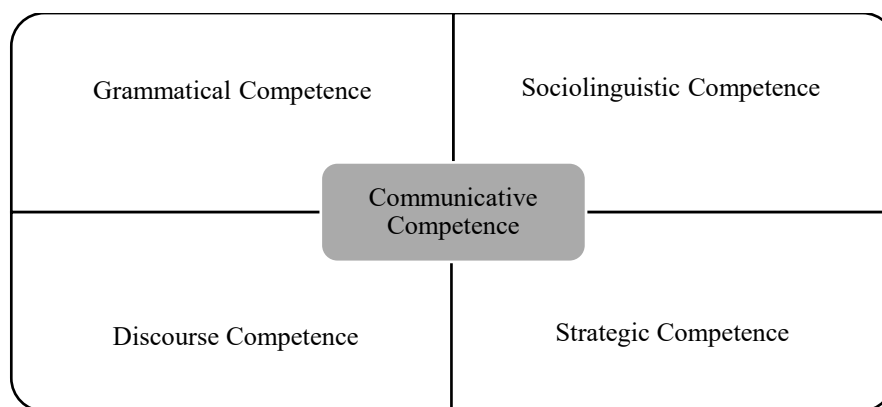 Grammatical Competence
Sociolinguistic Competence
Communicative
Competence
Discourse Competence
Strategic Competence